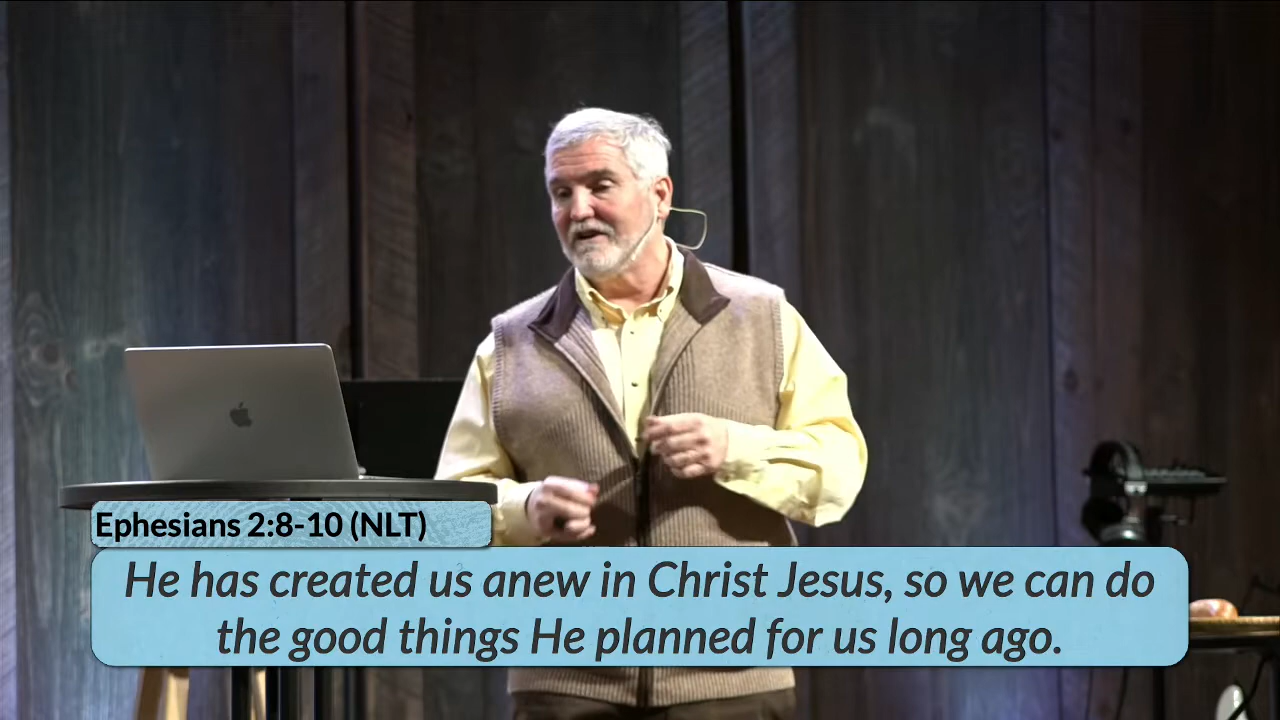 Ephesians 2:8-10 (NLT)
He has created us anew in Christ Jesus, so we can do
the good things He planned for us long ago.